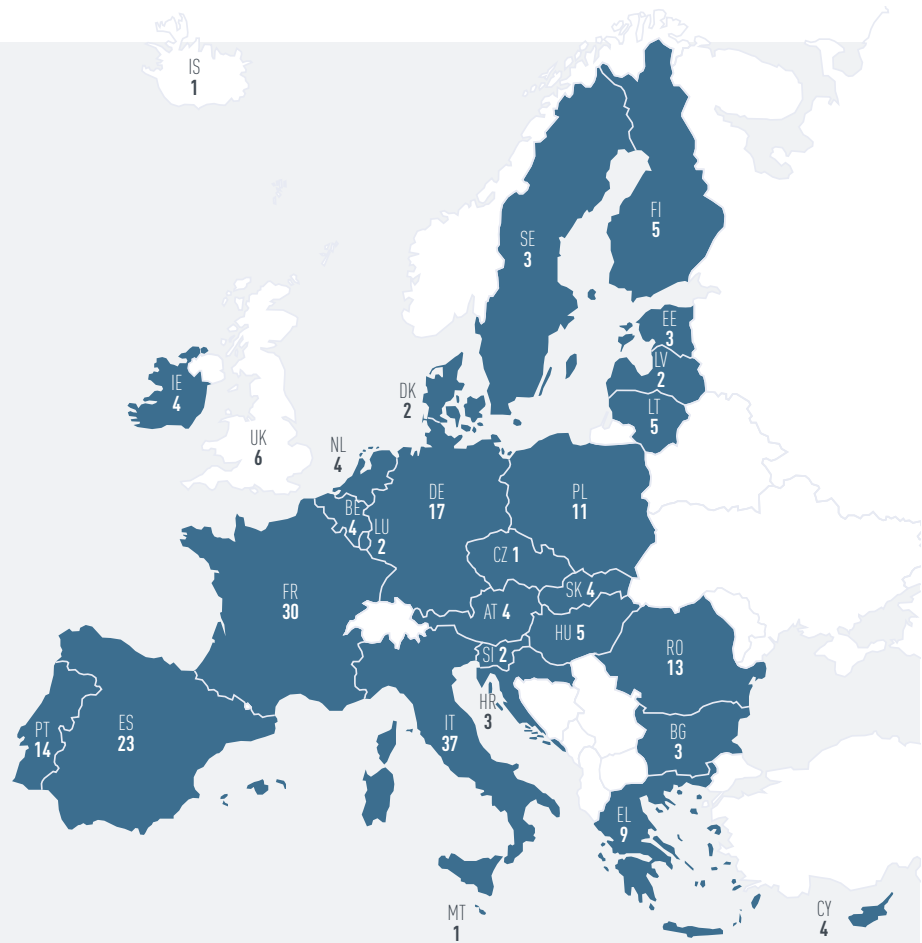 IS
1
FI
5
SE
3
EE
3
LV
2
IE
4
DK
2
LT
5
UK
6
NL
4
DE
17
PL
11
BE
4
LU
2
CZ 1
SK 4
FR
30
AT 4
HU 5
SI 2
RO
13
HR
3
PT
14
ES
23
IT
37
BG
3
EL
9
MT
1
CY
4